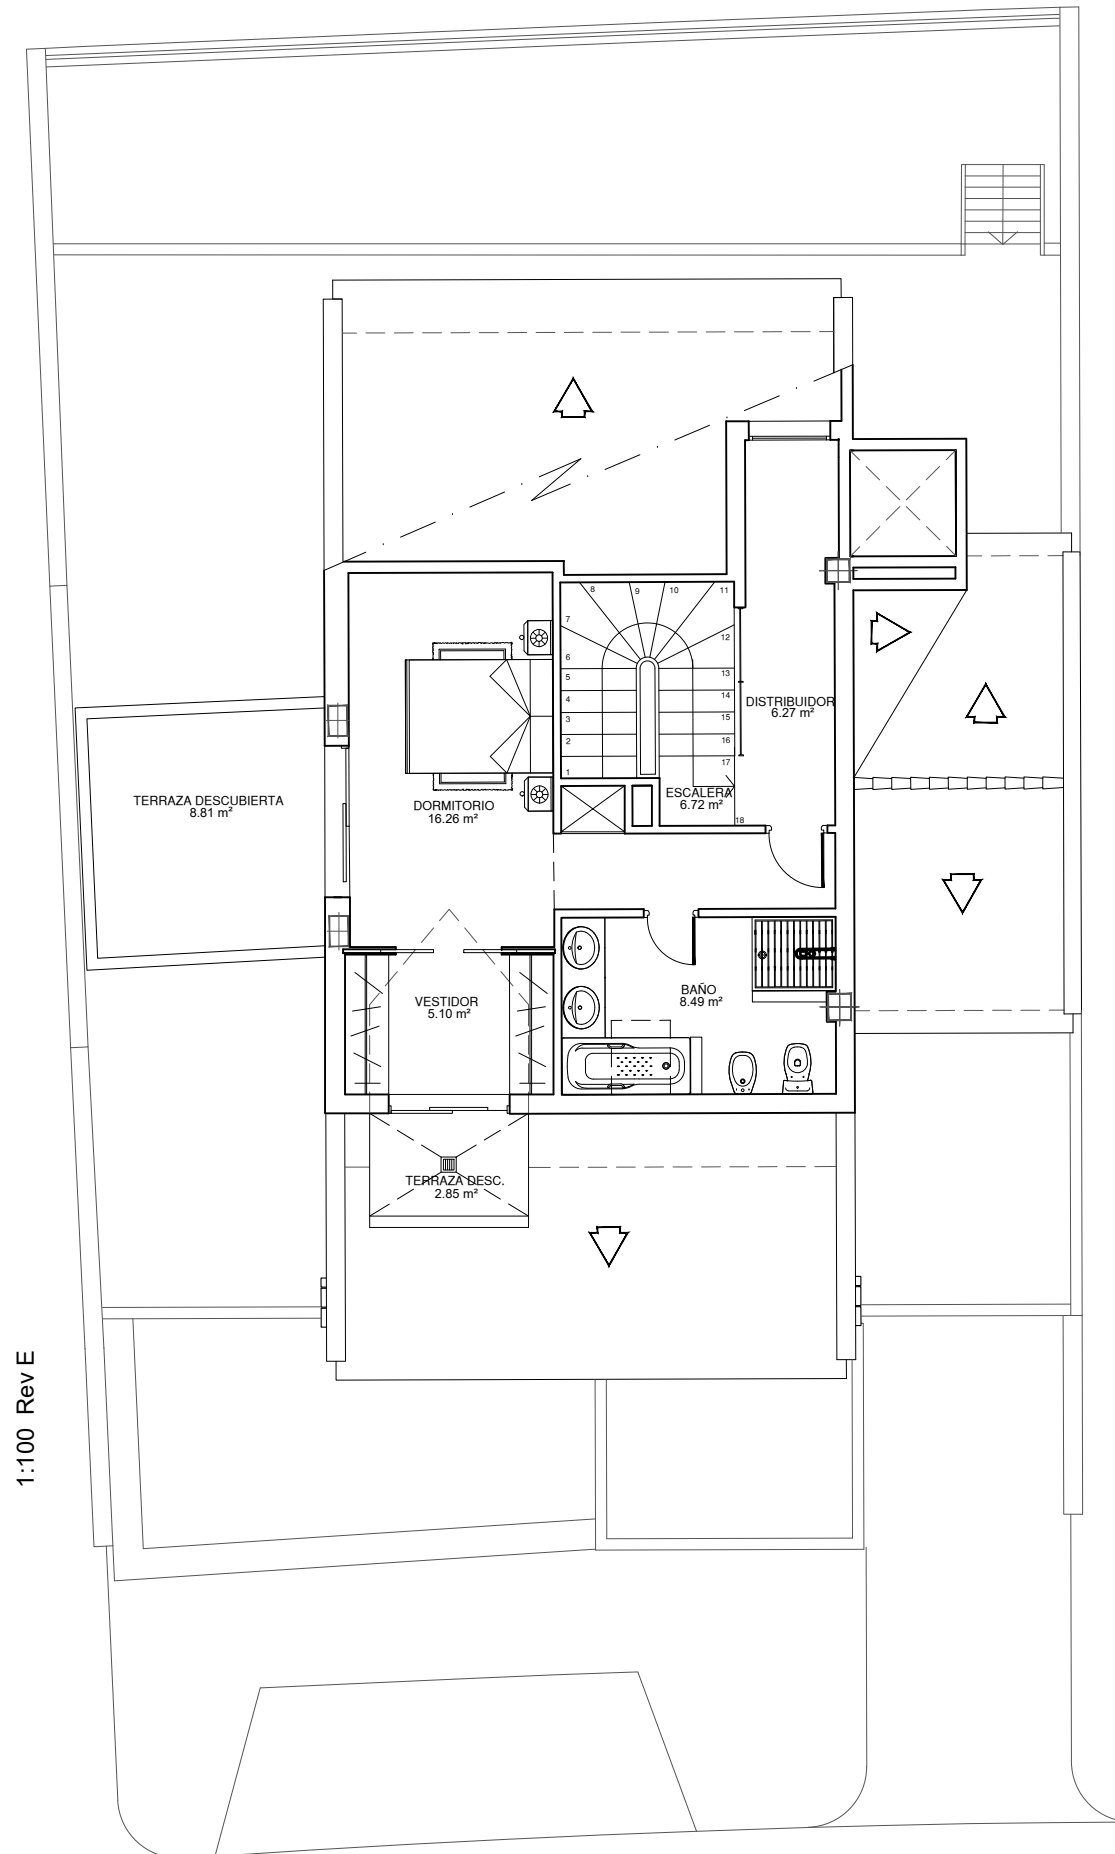 8
9
10
11
7
12
6
5
13
4
14
3
15
2
16
1
17
18
DISTRIBUIDOR
6.27 m²
ESCALERA
6.72 m²
TERRAZA DESCUBIERTA
8.81 m²
DORMITORIO
16.26 m²
VESTIDOR
5.10 m²
BAÑO
8.49 m²
TERRAZA DESC.
2.85 m²
1:100 Rev E